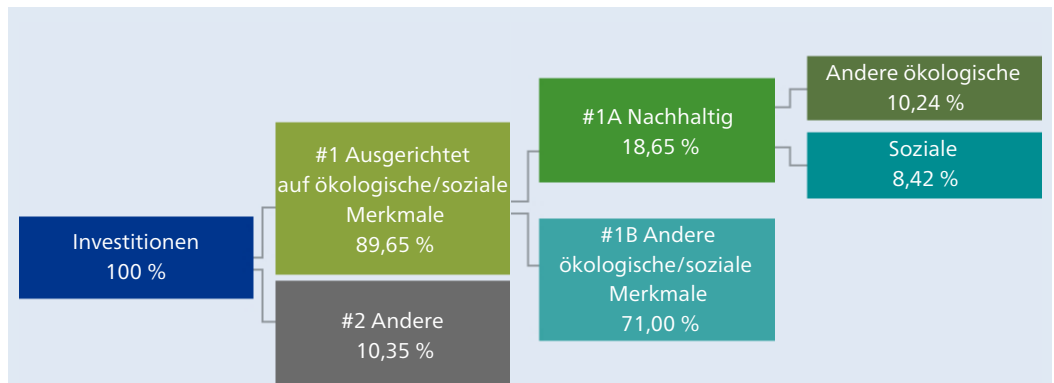 Investitionen
100 %
#1 Ausgerichtet
auf ökologische/soziale
Merkmale
89,65 %
#2 Andere
10,35 %
#1A Nachhaltig
18,65 %
#1B Andere
ökologische/soziale
Merkmale
71,00 %
Andere ökologische
10,24 %
Soziale
8,42 %